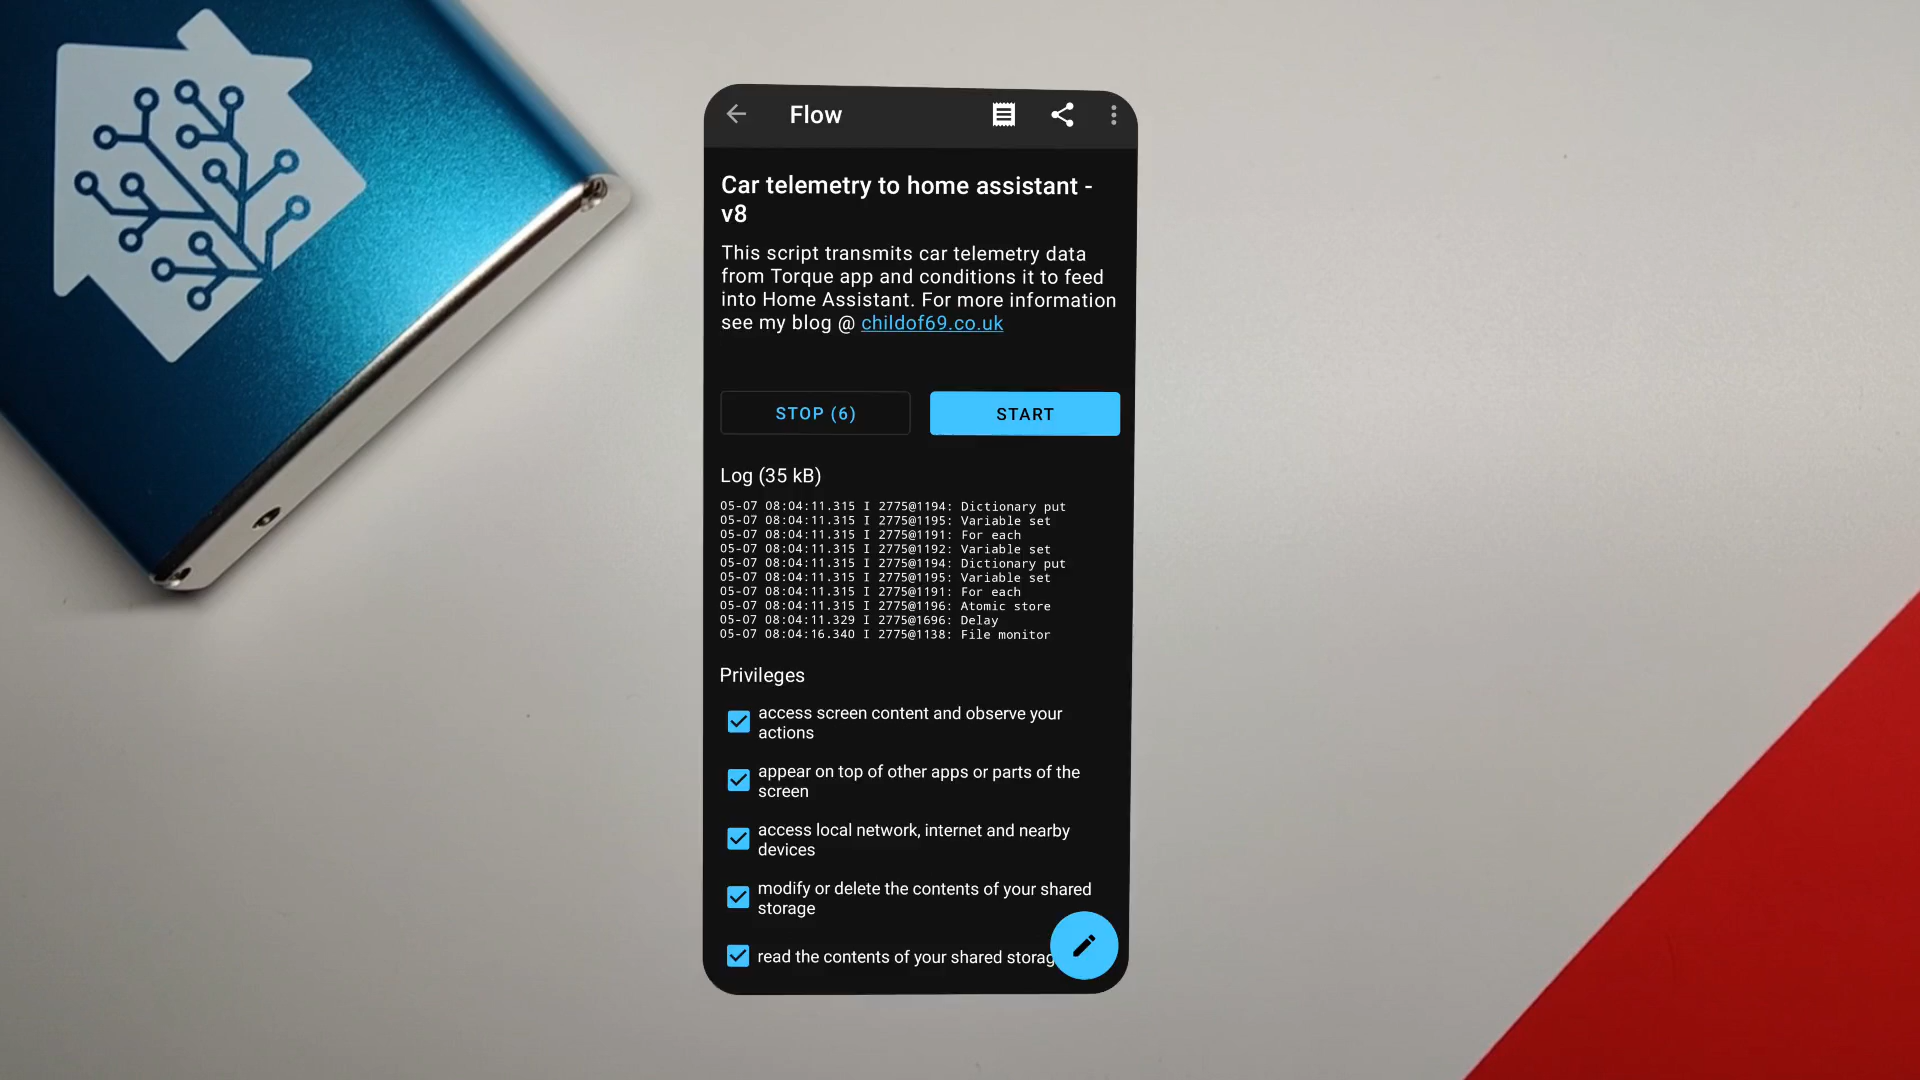 Flow
Car telemetry to home assistant -
v8
This script transmits car telemetry data
from Torque app and conditions it to feed
into Home Assistant. For more information
see my blog @ childof69.co.uk
STOP (6)
START
Log (35 kB)
05-07 08:04:11.315 I 2775@1194: Dictionary put
05-07 08:04:11.315 I 2775@1195: Variable set
05-07 08:04:11.315 I 2775@1191: For each
05-07 08:04:11.315 I 2775@1192: Variable set
05-07 08:04:11.315 I 2775@1194: Dictionary put
05-07 08:04:11.315 I 2775@1195: Variable set
05-07 08:04:11.315 I 2775@1191: For each
05-07 08:04:11.315 I 2775@1196: Atomic store
05-07 08:04:11.329 I 2775@1696: Delay
05-07 08:04:16.340 I 2775@1138: File monitor
Privileges
access screen content and observe your
actions
appear on top of other apps or parts of the
screen
access local network, internet and nearby
devices
modify or delete the contents of your shared
storage
read the contents of your shared storag